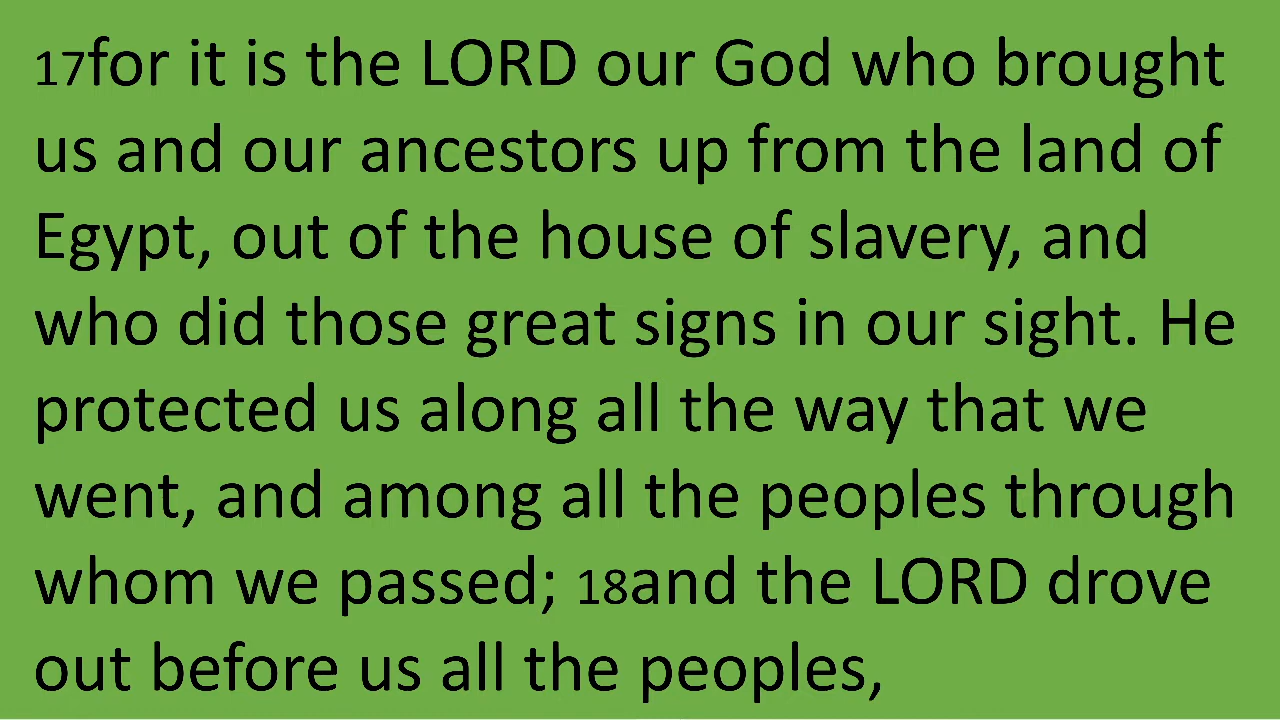 17for it is the LORD our God who brought
us and our ancestors up from the land of
Egypt, out of the house of slavery, and
who did those great signs in our sight. He
protected us along all the way that we
went, and among all the peoples through
whom we passed; 18and the LORD drove
out before us all the peoples,